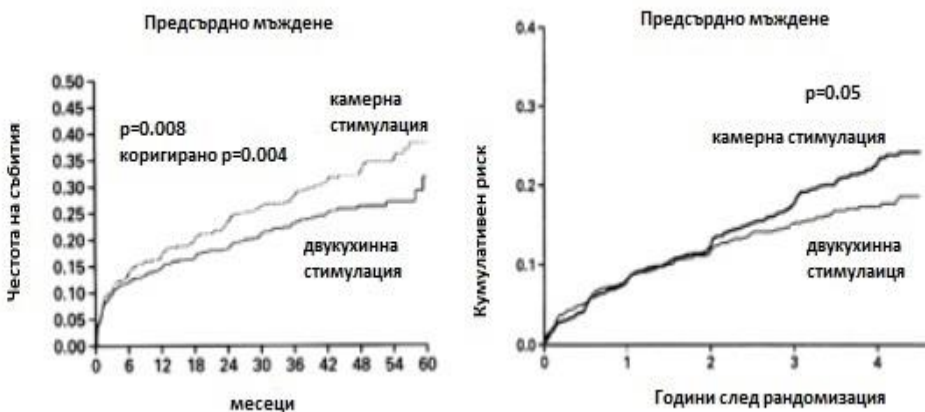 Предсърдно мъждене
Честота на събития
0.50
0.45
0.40
0.35
0.30
0.25
0.20
0.15
0.10
0.05
0.00
p=0.008
коригирано p=0.004
камерна
стимулация
двукухинна
стимулация
0 6 12 18 24 30 36 42 48 54 60
месеци
Предсърдно мъждене
Кумулативен риск
0.4
0.3
0.2
0.1
0
p=0.05
камерна стимулация
двукухинна
стимулаиця
0 1 2 3 4
Години след рандомизация